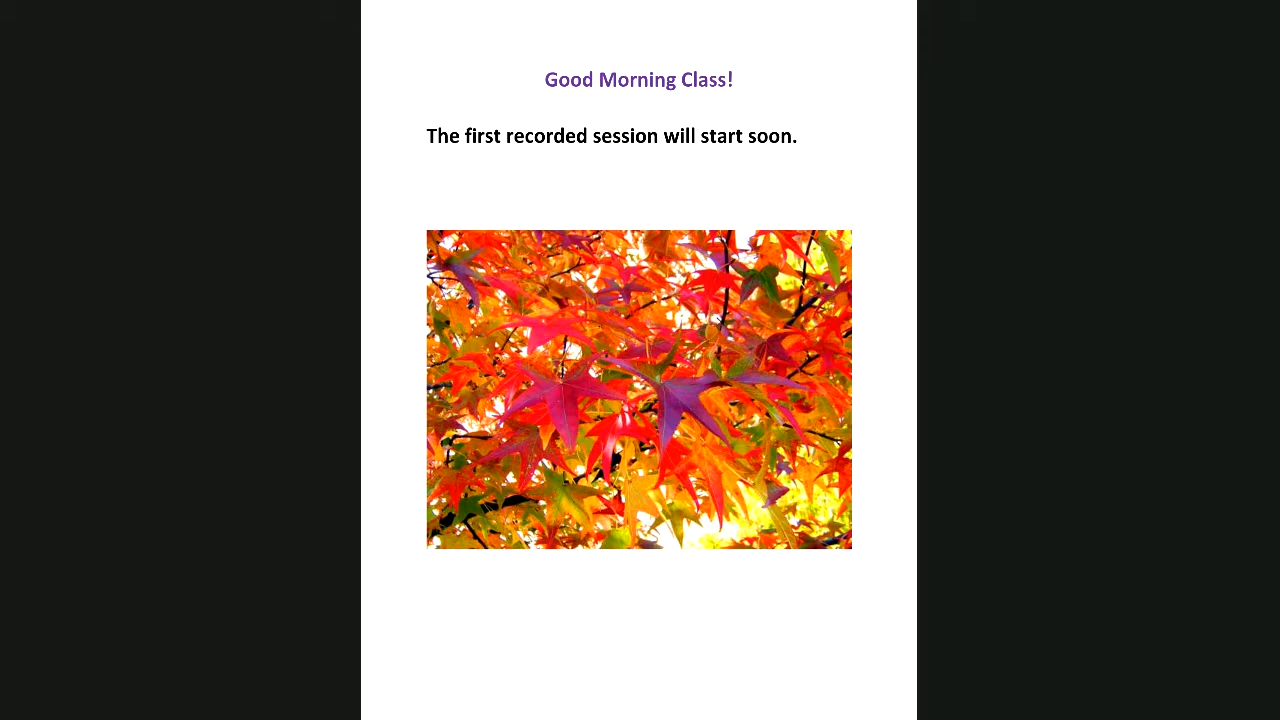 Good Morning Class!
The first recorded session will start soon.